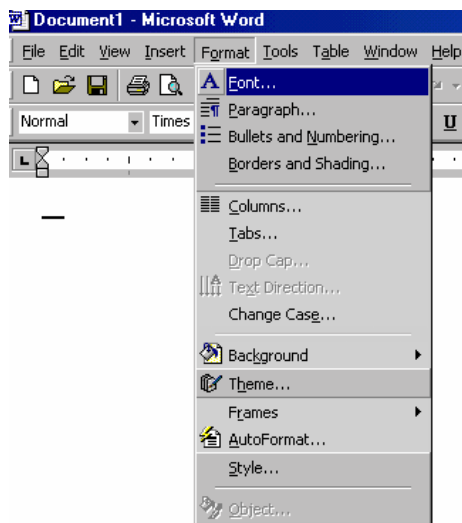 Document1 - Microsoft Word
File Edit View Insert Format Tools Table Window Help
Normal Times U
Font...
Paragraph...
Bullets and Numbering...
Borders and Shading...
Columns...
Tabs...
Drop Cap...
Text Direction...
Change Case...
Background
Theme...
Frames
AutoFormat...
Style...
Object...